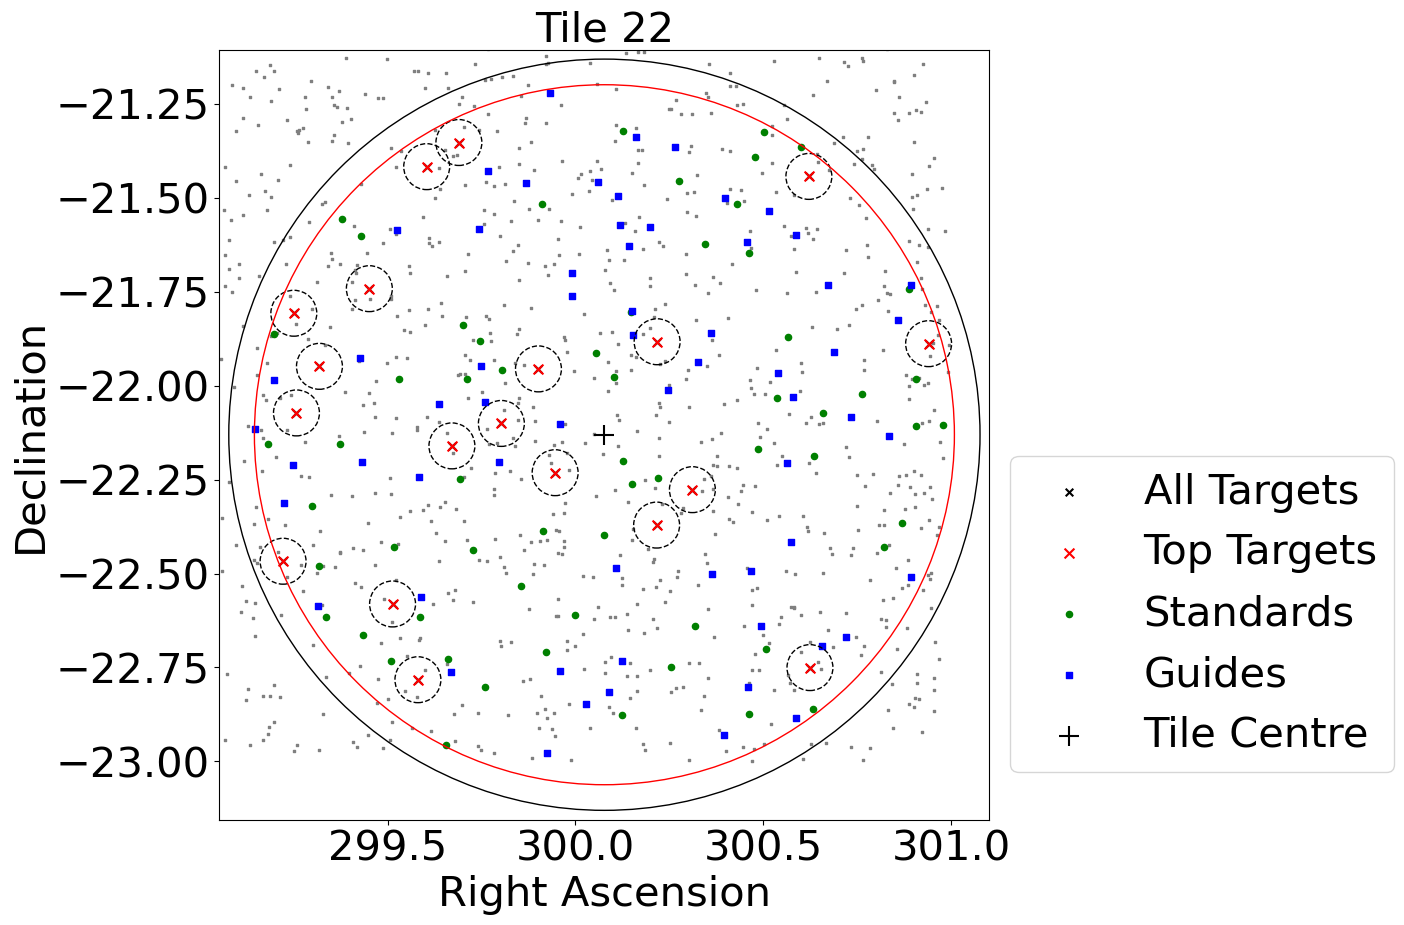 Tile 22
−21.25
−21.50
−21.75
−22.00
−22.25
−22.50
−22.75
−23.00
Declination
299.5 300.0 300.5 301.0
Right Ascension
All Targets
Top Targets
Standards
Guides
Tile Centre